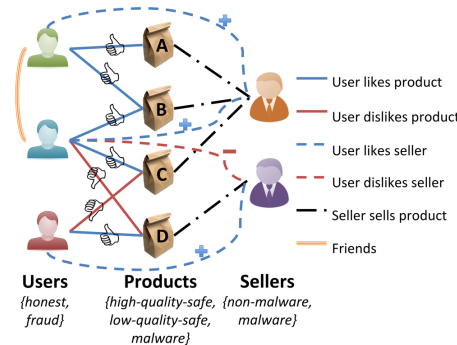 A
B
C
D
User likes product
User dislikes product
User likes seller
User dislikes seller
Seller sells product
Friends
Users
{honest,
fraud}
Products
{high-quality-safe,
low-quality-safe,
malware}
Sellers
{non-malware,
malware}